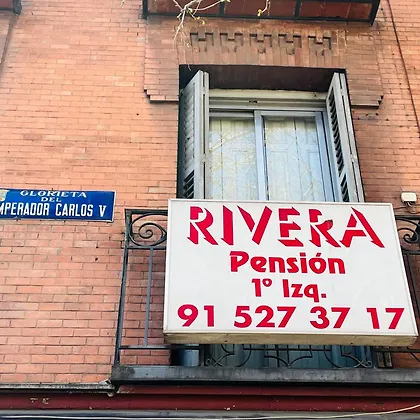 GLORIETA
DEL
EMPERADOR CARLOS V
RIVERA
Pensión
1º Izq.
91 527 37 17